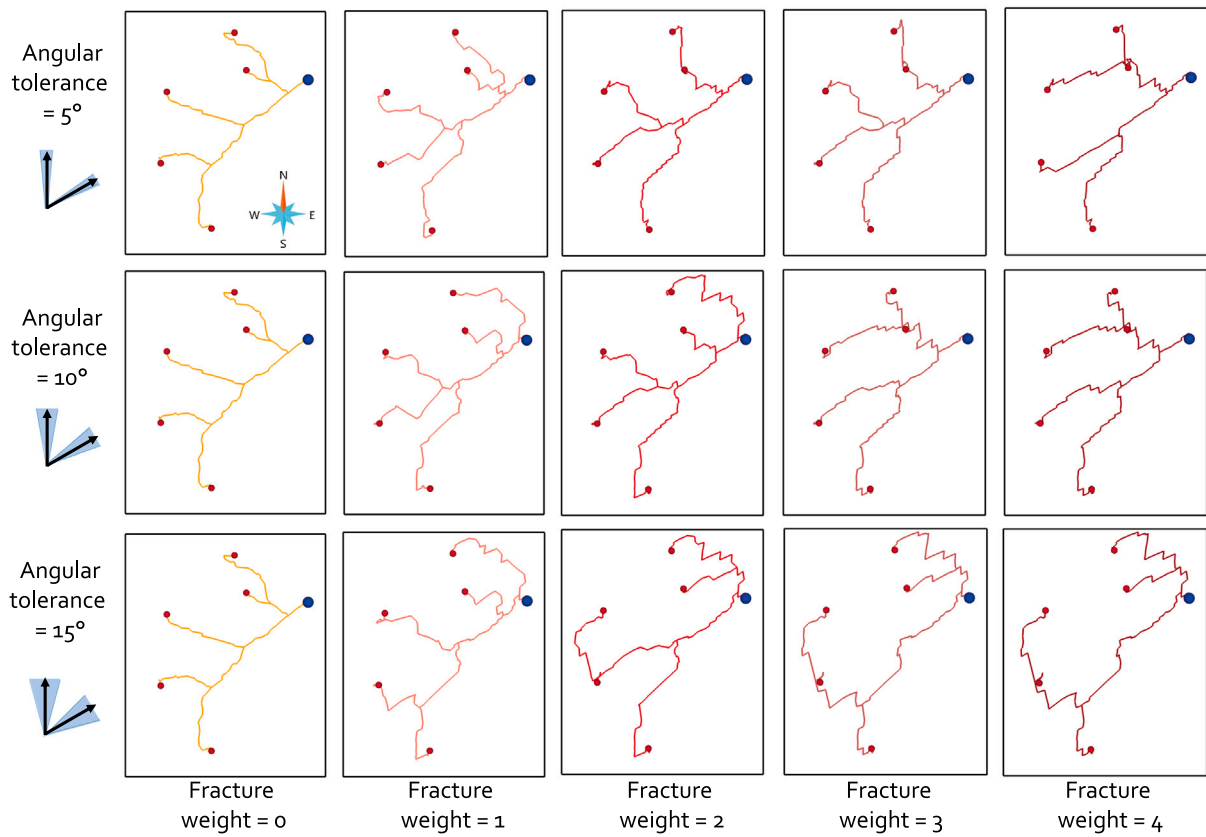 Angular
tolerance
= 5°
N
W
E
S
Angular
tolerance
= 10°
Angular
tolerance
= 15°
Fracture
weight = 0
Fracture
weight = 1
Fracture
weight = 2
Fracture
weight = 3
Fracture
weight = 4